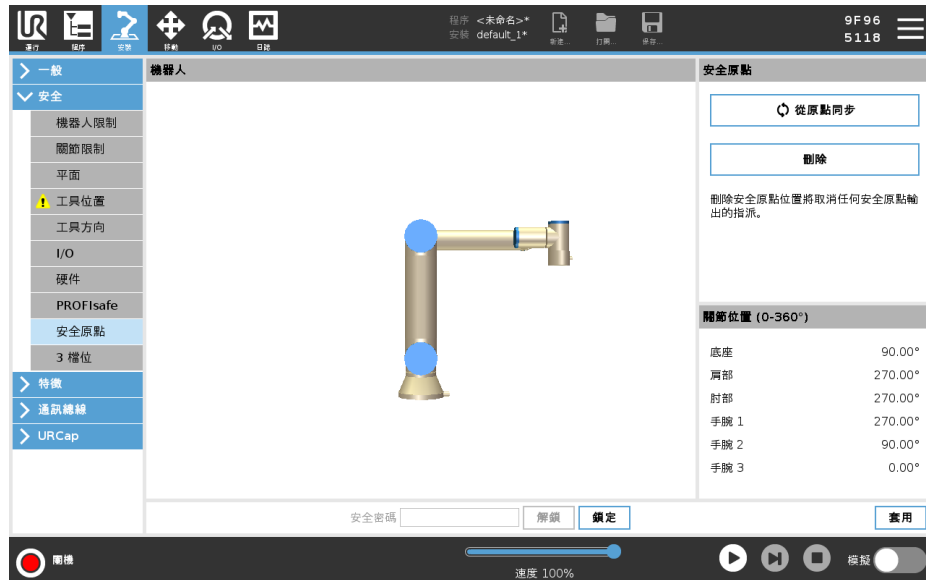 程序 <未命名>*
安裝 default_1*
9F96
5118
運行
程序
安裝
移動
I/O
日誌
新建...
打開...
保存...
一般
安全
機器人限制
關節限制
平面
工具位置
工具方向
I/O
硬件
PROFIsafe
安全原點
3 檔位
特徵
通訊總線
URCap
機器人
安全原點
從原點同步
刪除
刪除安全原點位置將取消任何安全原點輸
出的指派。
關節位置 (0-360°)
底座 90.00°
肩部 270.00°
肘部 270.00°
手腕 1 270.00°
手腕 2 90.00°
手腕 3 0.00°
安全密碼
解鎖
鎖定
套用
關機
速度 100%
模擬